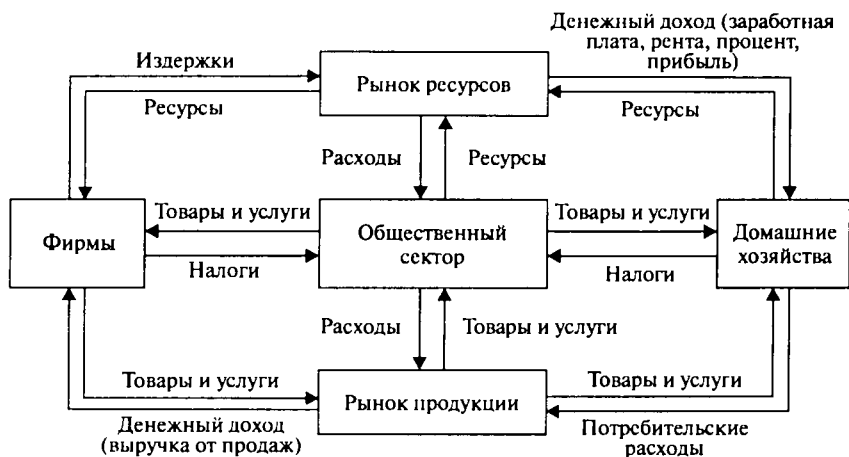 Денежный доход (заработная
плата, рента, процент,
прибыль)
Издержки
Рынок ресурсов
Ресурсы
Ресурсы
Расходы
Ресурсы
Товары и услуги
Товары и услуги
Фирмы
Общественный
сектор
Домашние
хозяйства
Налоги
Налоги
Расходы
Товары и услуги
Товары и услуги
Товары и услуги
Рынок продукции
Денежный доход
(выручка от продаж)
Потребительские
расходы